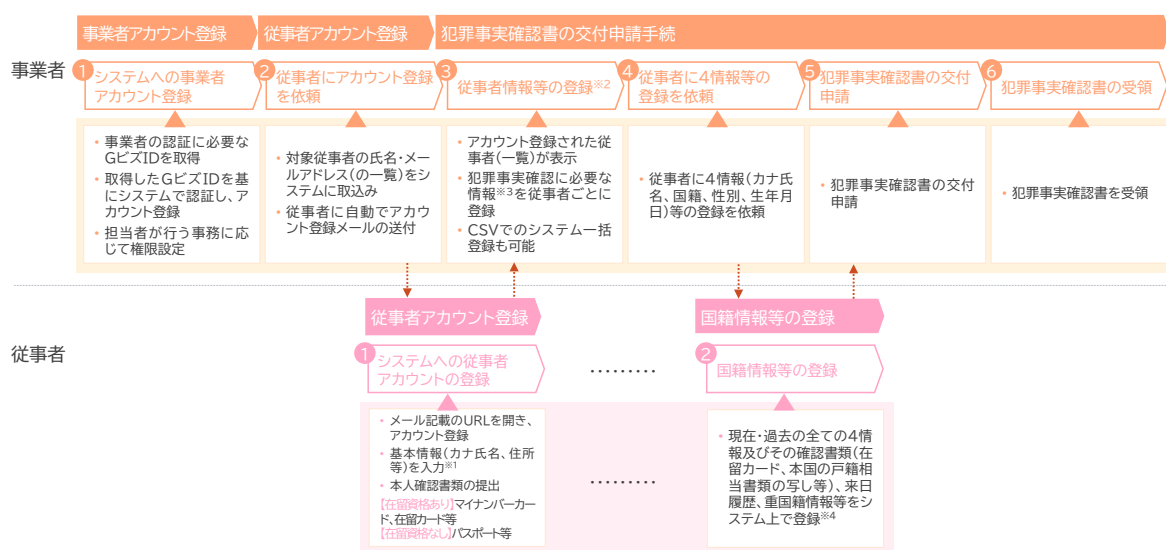 事業者アカウント登録
従事者アカウント登録
犯罪事実確認書の交付申請手続
事業者
1
システムへの事業者
アカウント登録
2
従事者にアカウント登録
を依頼
3
従事者情報等の登録※2
4
従事者に4情報等の
登録を依頼
5
犯罪事実確認書の交付
申請
6
犯罪事実確認書の受領
• 事業者の認証に必要な
GビズIDを取得
• 取得したGビズIDを基
にシステムで認証し、ア
カウント登録
• 担当者が行う事務に応
じて権限設定
• 対象従事者の氏名・メー
ルアドレス(の一覧)をシ
ステムに取込み
• 従事者に自動でアカウ
ント登録メールの送付
• アカウント登録された従
事者(一覧)が表示
• 犯罪事実確認に必要な
情報※3を従事者ごとに
登録
• CSVでのシステム一括
登録も可能
• 従事者に4情報(カナ氏
名、国籍、性別、生年月
日)等の登録を依頼
• 犯罪事実確認書の交付
申請
• 犯罪事実確認書を受領
従事者アカウント登録
国籍情報等の登録
従事者
1
システムへの従事者
アカウントの登録
………
2
国籍情報等の登録
• メール記載のURLを開き、
アカウント登録
• 基本情報(カナ氏名、住所
等)を入力※1
• 本人確認書類の提出
【在留資格あり】マイナンバーカー
ド、在留カード等
【在留資格なし】パスポート等
………
• 現在・過去の全ての4情
報及びその確認書類(在
留カード、本国の戸籍相
当書類の写し等)、来日
履歴、重国籍情報等をシ
ステム上で登録※4